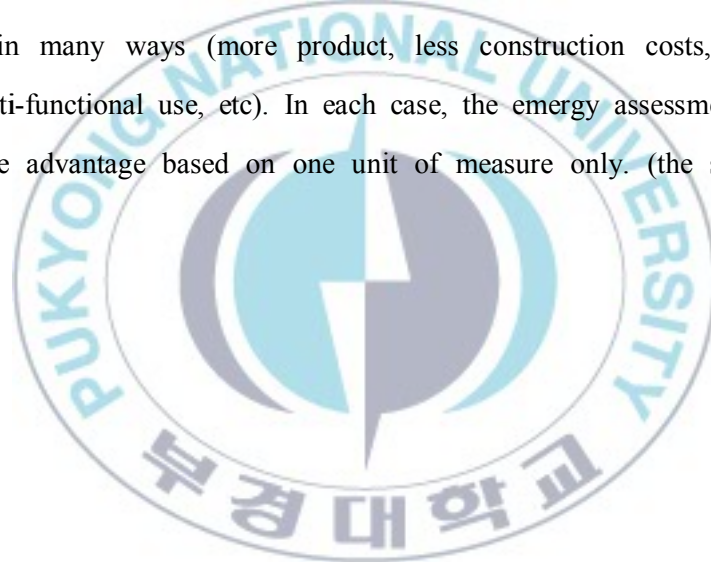 in many ways (more product, less construction costs,
ti-functional use, etc). In each case, the emergy assessm
e advantage based on one unit of measure only. (the s
PUKYONG NATIONAL UNIVERSITY
부경대학교